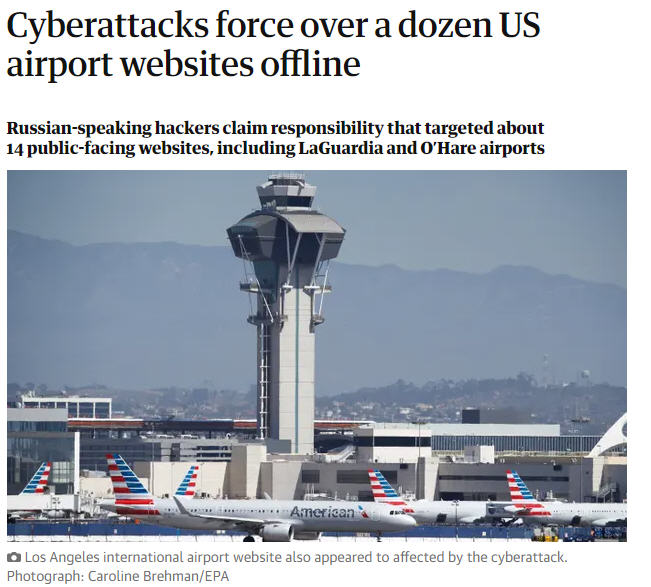 Cyberattacks force over a dozen US
airport websites offline
Russian-speaking hackers claim responsibility that targeted about
14 public-facing websites, including LaGuardia and O’Hare airports
American
Los Angeles international airport website also appeared to affected by the cyberattack.
Photograph: Caroline Brehman/EPA